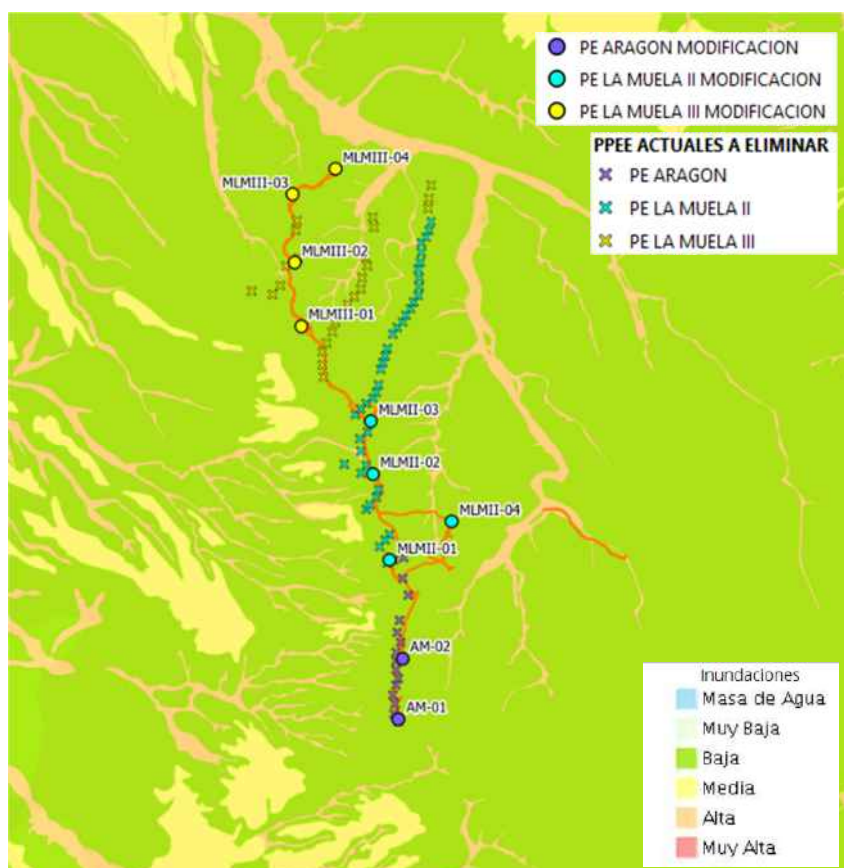 PE ARAGON MODIFICACION
PE LA MUELA II MODIFICACION
PE LA MUELA III MODIFICACION
PPEE ACTUALES A ELIMINAR
PE ARAGON
PE LA MUELA II
PE LA MUELA III
MLMIII-04
MLMIII-03
MLMIII-02
MLMIII-01
MLMII-03
MLMII-02
MLMII-04
MLMII-01
AM-02
AM-01
Inundaciones
Masa de Agua
Muy Baja
Baja
Media
Alta
Muy Alta